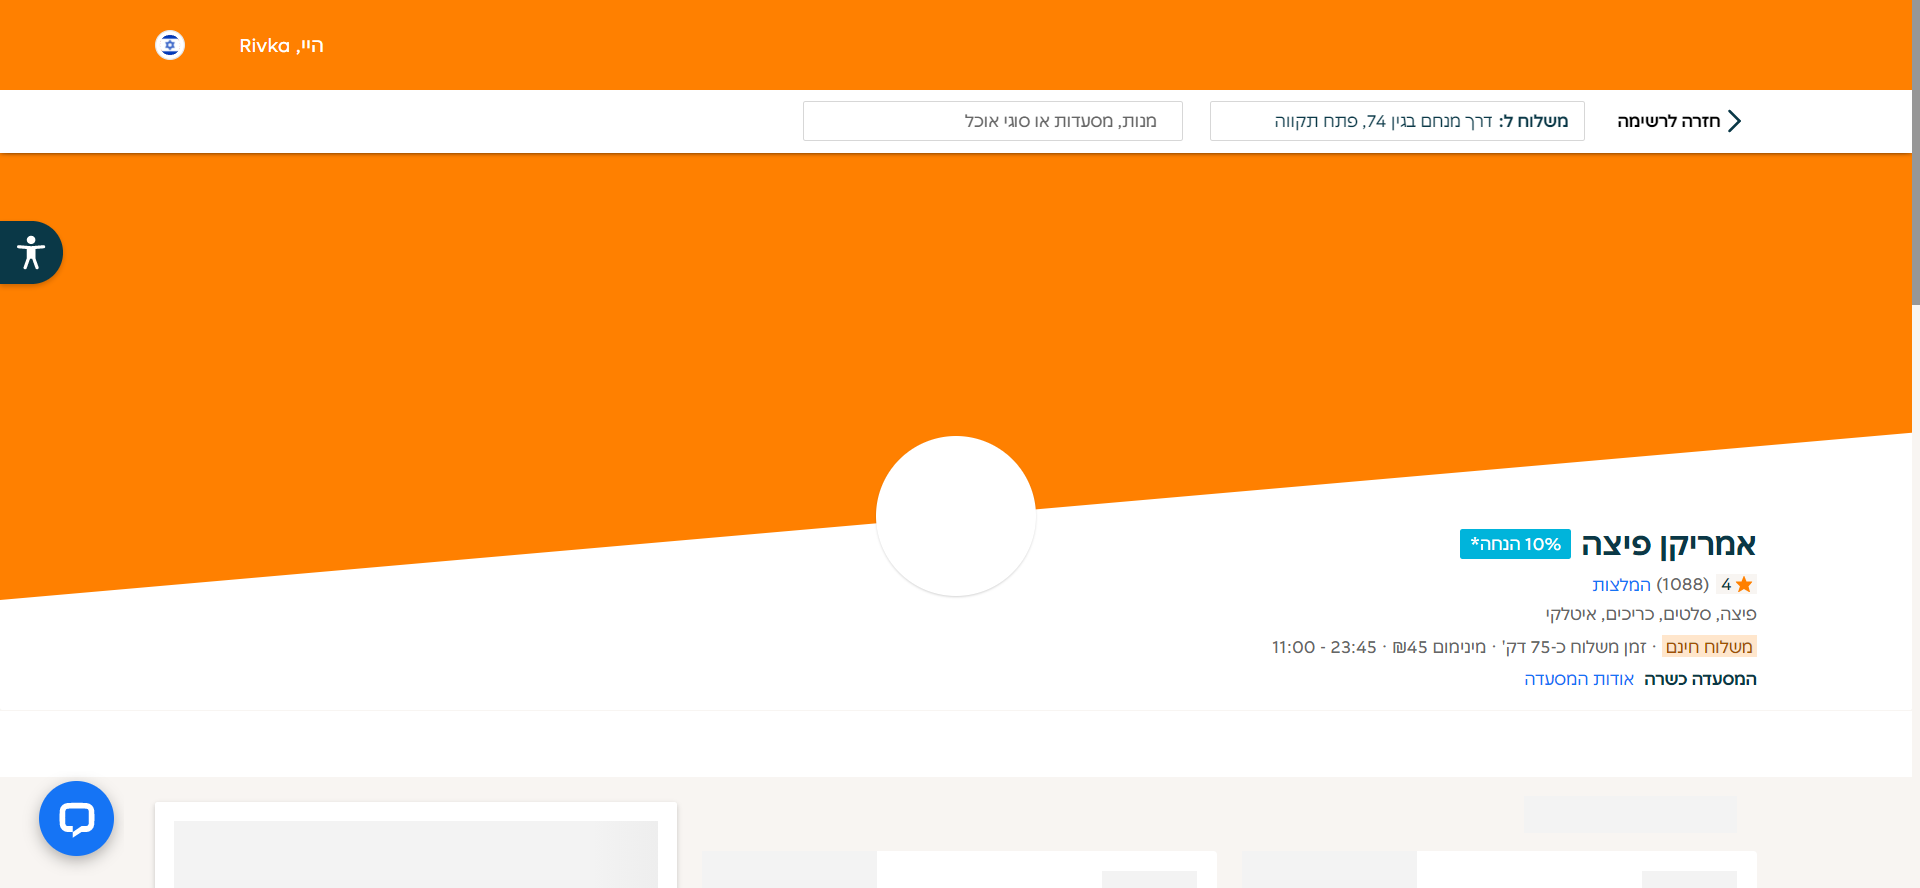 היי, Rivka
חזרה לרשימה
משלוח ל: דרך מנחם בגין 74, פתח תקווה
מנות, מסעדות או סוגי אוכל
אמריקן פיצה
10% הנחה*
4 (1088) המלצות
פיצה, סלטים, כריכים, איטלקי
משלוח חינם · זמן משלוח כ-75 דק' · מינימום ₪45 · 11:00 - 23:45
המסעדה כשרה אודות המסעדה